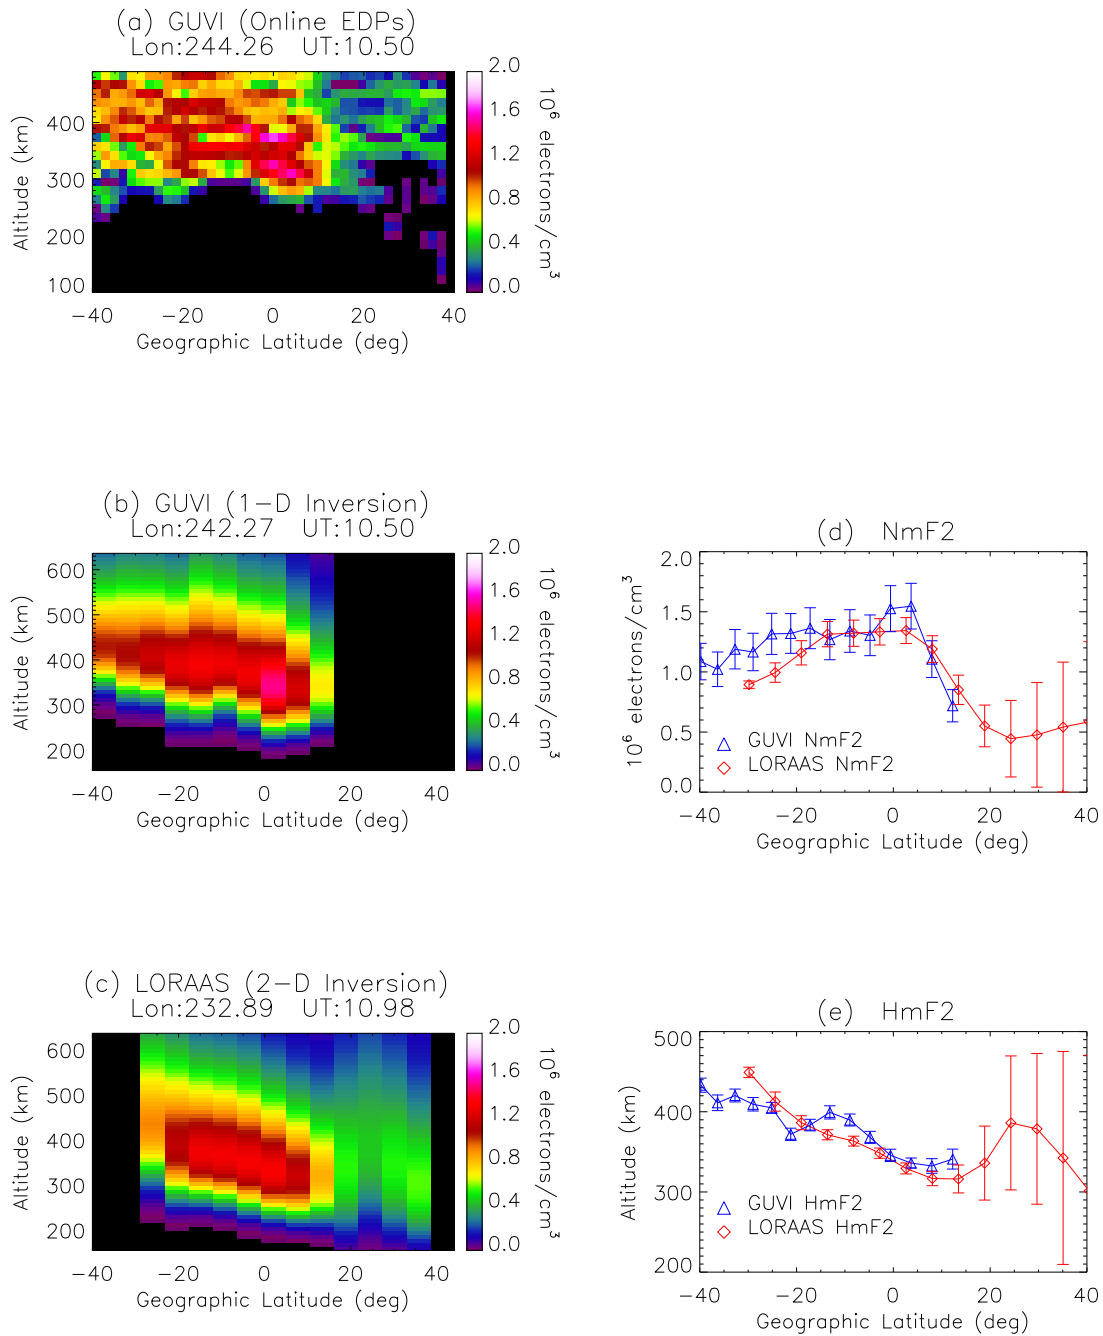 (a) GUVI (Online EDPs)
Lon:244.26 UT:10.50
Altitude (km)
400
300
200
100
−40 −20 0 20 40
Geographic Latitude (deg)
2.0
1.6
1.2
0.8
0.4
0.0
10⁶ electrons/cm³
(b) GUVI (1−D Inversion)
Lon:242.27 UT:10.50
Altitude (km)
600
500
400
300
200
−40 −20 0 20 40
Geographic Latitude (deg)
2.0
1.6
1.2
0.8
0.4
0.0
10⁶ electrons/cm³
(d) NmF2
10⁶ electrons/cm³
2.0
1.5
1.0
0.5
0.0
GUVI NmF2
LORAAS NmF2
−40 −20 0 20 40
Geographic Latitude (deg)
(c) LORAAS (2−D Inversion)
Lon:232.89 UT:10.98
Altitude (km)
600
500
400
300
200
−40 −20 0 20 40
Geographic Latitude (deg)
2.0
1.6
1.2
0.8
0.4
0.0
10⁶ electrons/cm³
(e) HmF2
Altitude (km)
500
400
300
200
GUVI HmF2
LORAAS HmF2
−40 −20 0 20 40
Geographic Latitude (deg)